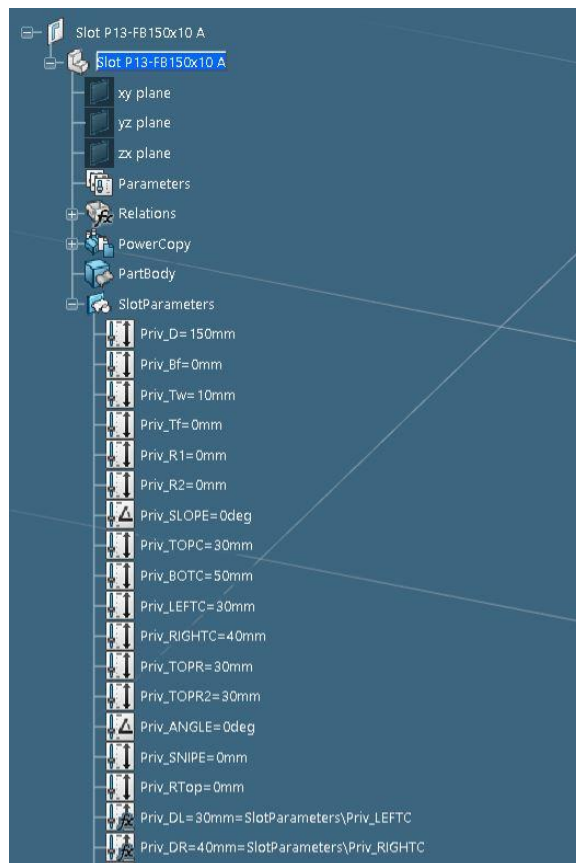 Slot P13-FB150x10 A
Slot P13-FB150x10 A
xy plane
yz plane
zx plane
Parameters
Relations
PowerCopy
PartBody
SlotParameters
Priv_D=150mm
Priv_Bf=0mm
Priv_Tw=10mm
Priv_Tf=0mm
Priv_R1=0mm
Priv_R2=0mm
Priv_SLOPE=0deg
Priv_TOPC=30mm
Priv_BOTC=50mm
Priv_LEFTC=30mm
Priv_RIGHTC=40mm
Priv_TOPR=30mm
Priv_TOPR2=30mm
Priv_ANGLE=0deg
Priv_SNIPE=0mm
Priv_RTop=0mm
Priv_DL=30mm=SlotParameters\Priv_LEFTC
Priv_DR=40mm=SlotParameters\Priv_RIGHTC